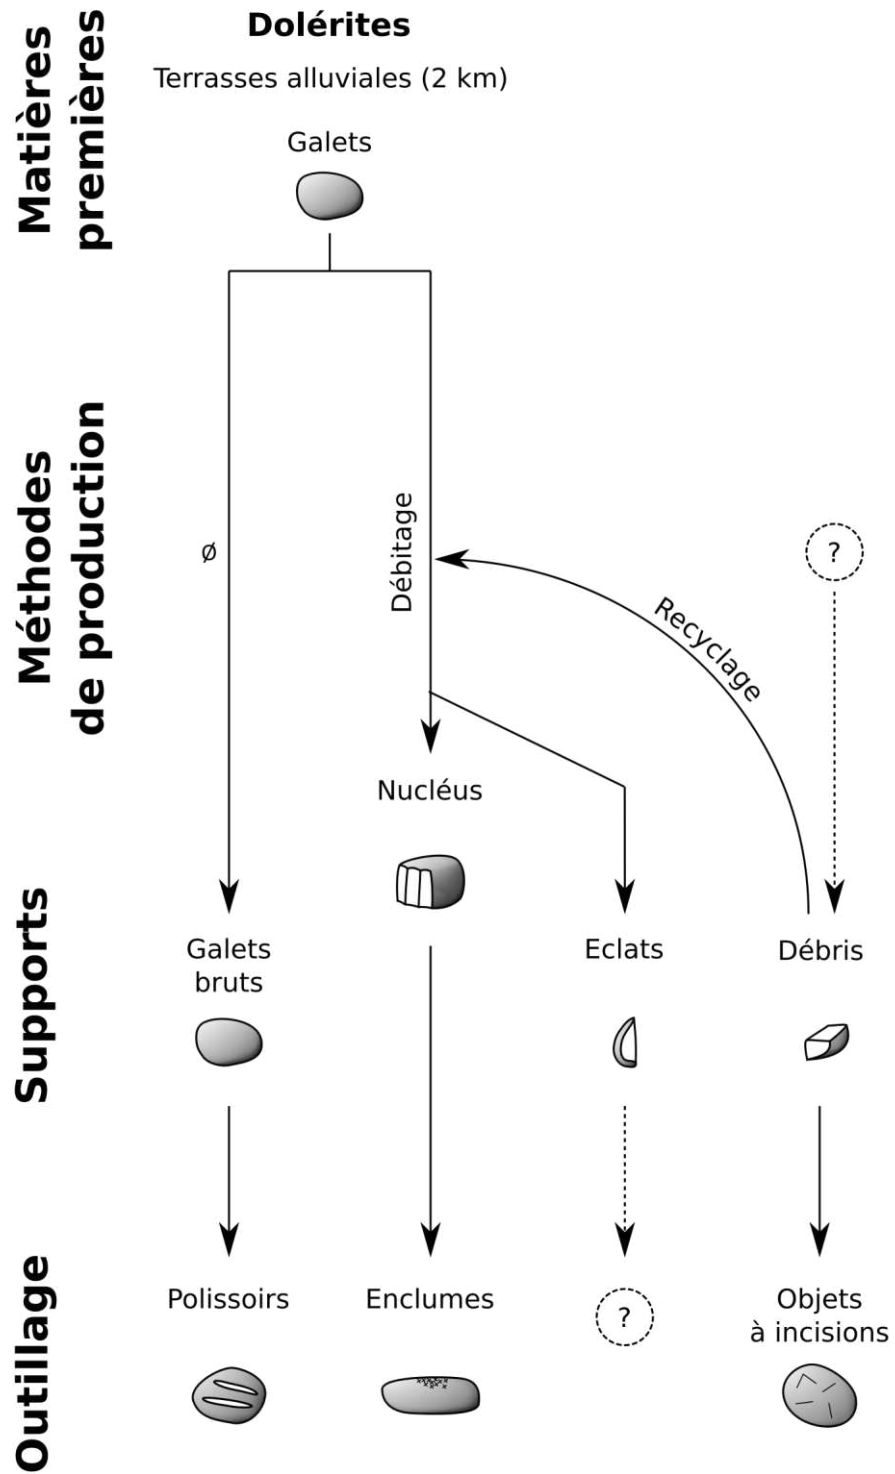 Matières
premières
Dolérites
Terrasses alluviales (2 km)
Galets
Méthodes
de production
Ø
Débitage
Recyclage
?
Nucléus
Supports
Galets
bruts
Eclats
Débris
Outillage
Polissoirs
Enclumes
?
Objets
à incisions